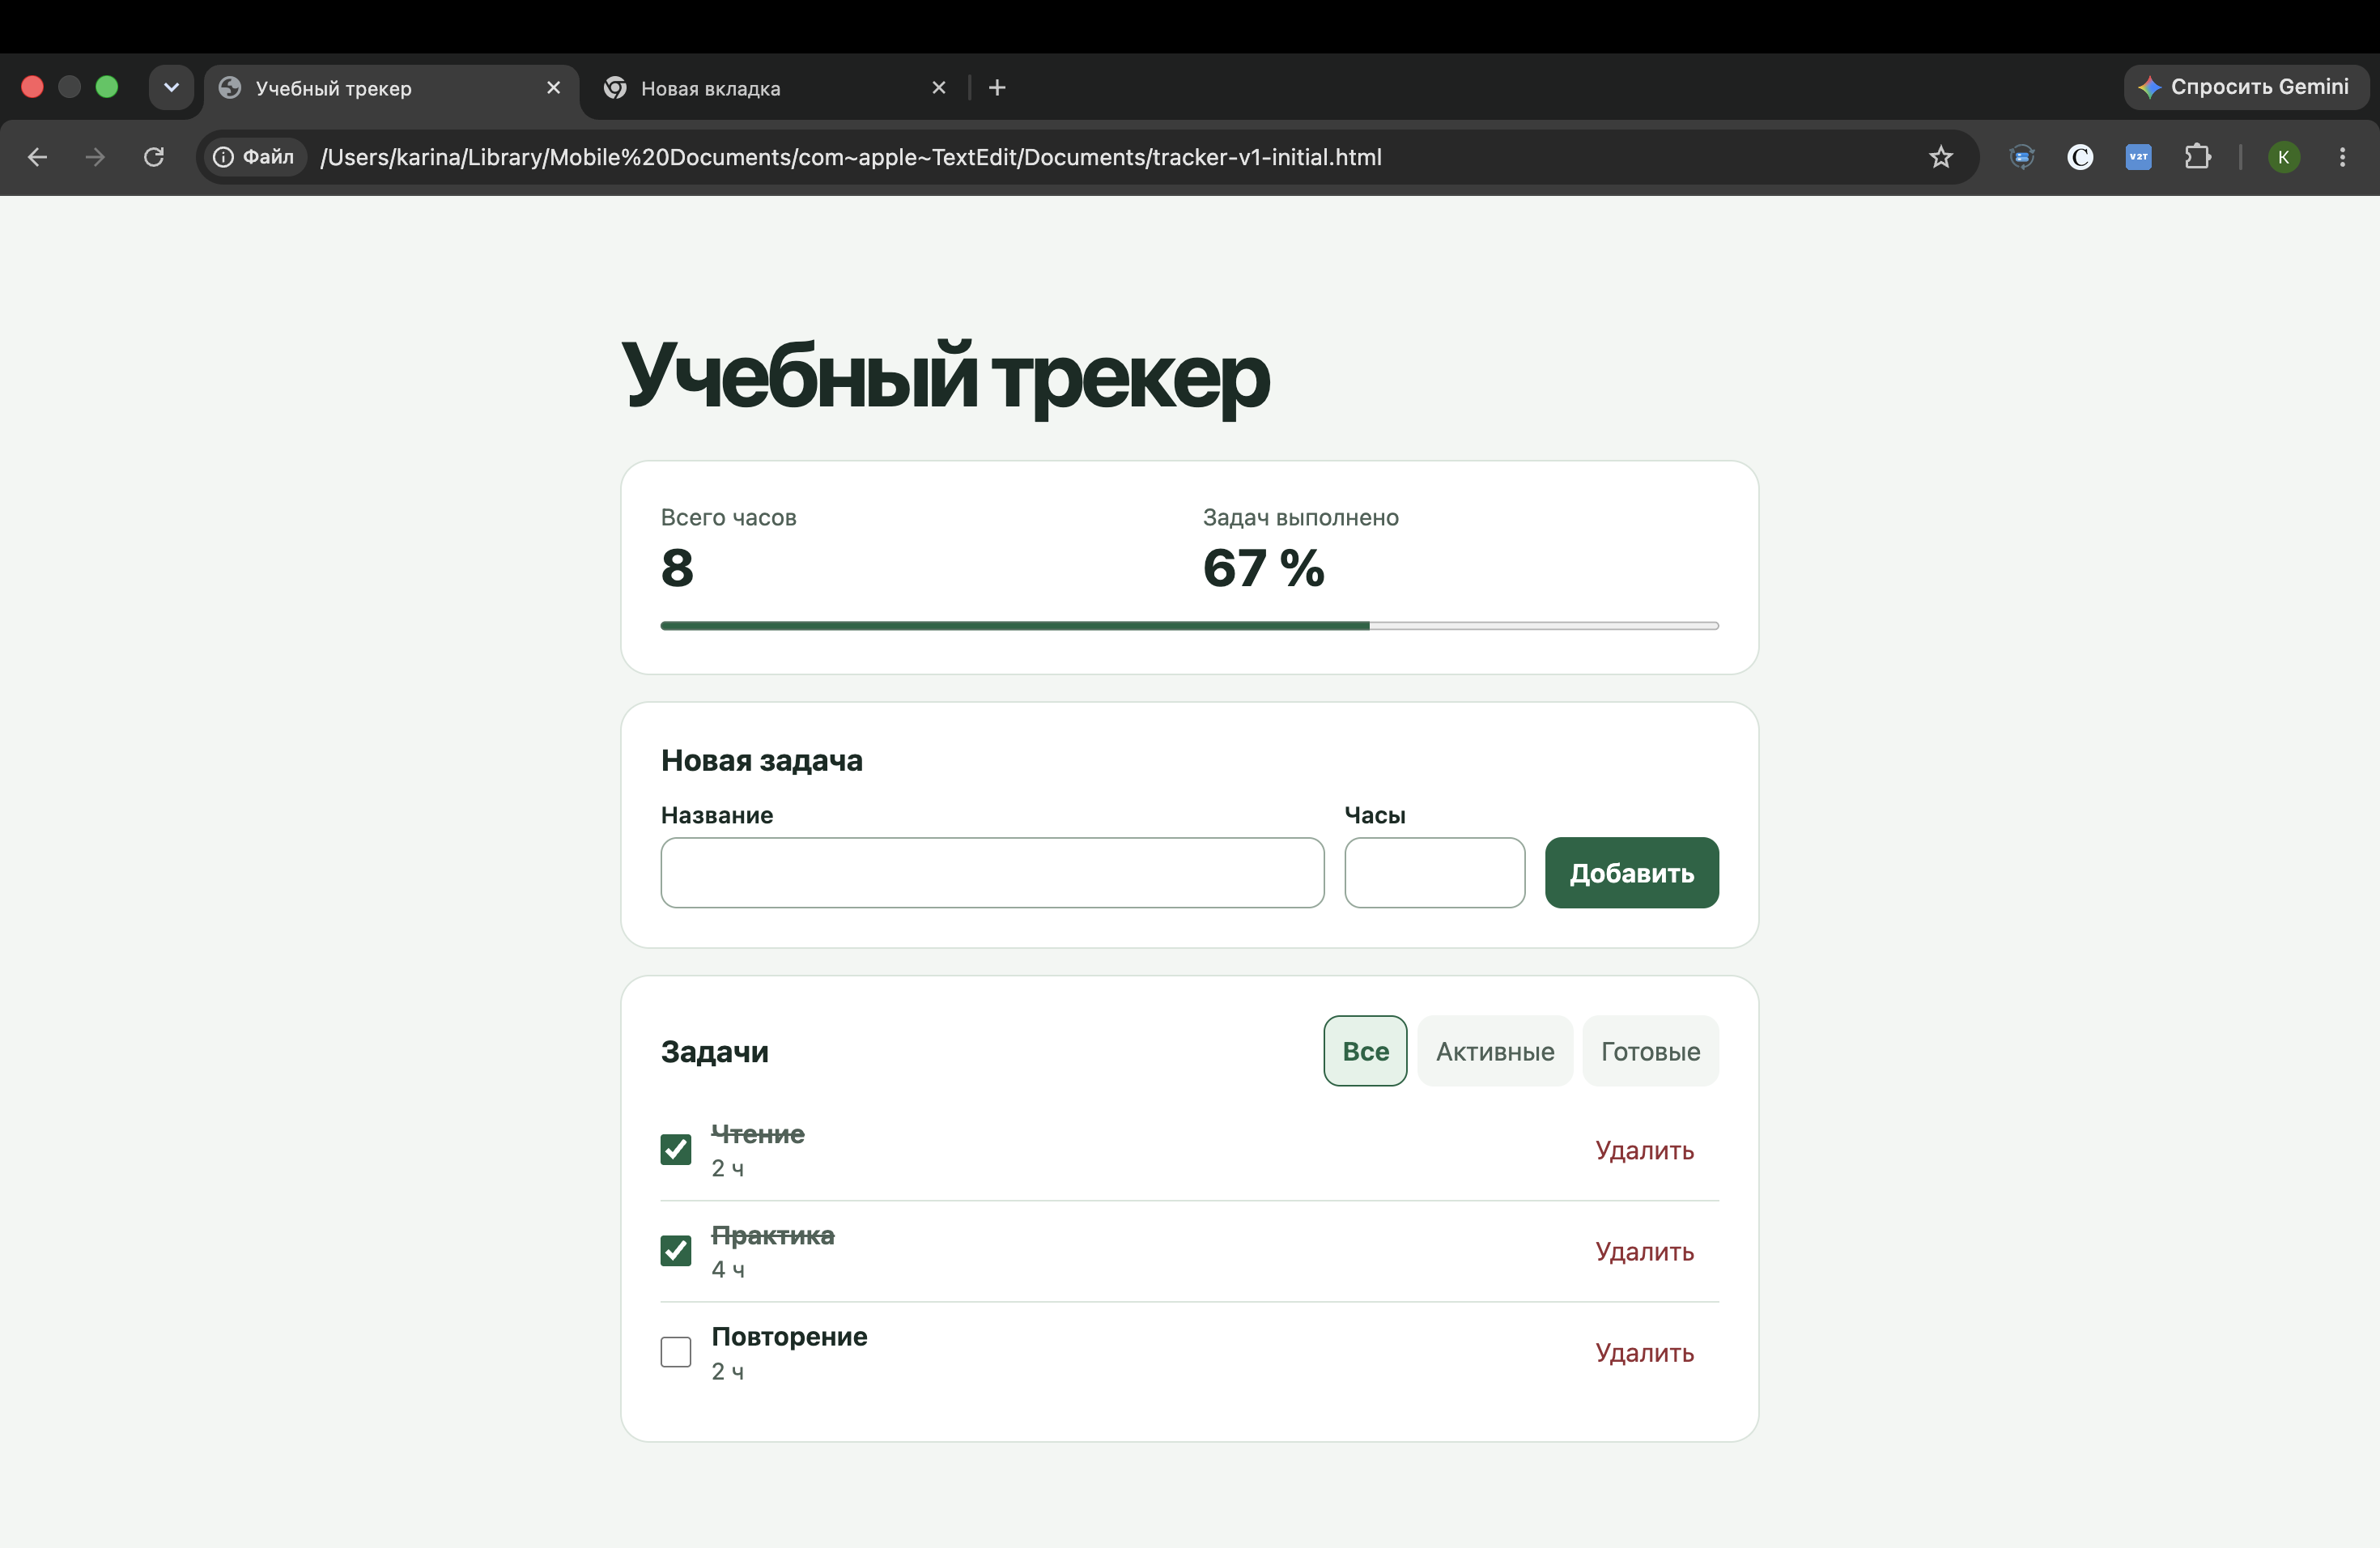 Учебный трекер
Новая вкладка
Спросить Gemini
Файл /Users/karina/Library/Mobile%20Documents/com~apple~TextEdit/Documents/tracker-v1-initial.html
C
V2T
K
Учебный трекер
Всего часов
8
Задач выполнено
67 %
Новая задача
Название
Часы
Добавить
Задачи
Все Активные Готовые
Чтение
2 ч
Удалить
Практика
4 ч
Удалить
Повторение
2 ч
Удалить